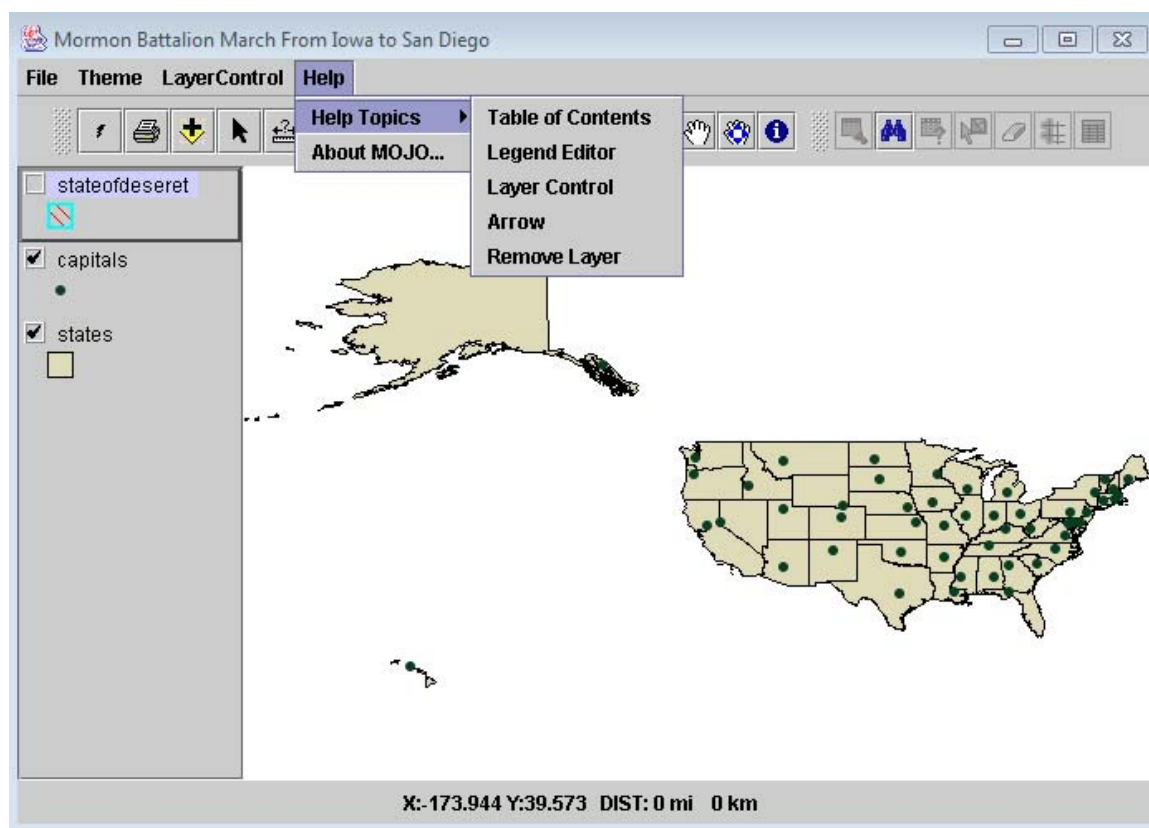 Mormon Battalion March From Iowa to San Diego
File Theme LayerControl Help
Help Topics
About MOJO...
Table of Contents
Legend Editor
Layer Control
Arrow
Remove Layer
stateofdeseret
capitals
states
X:-173.944 Y:39.573 DIST: 0 mi 0 km